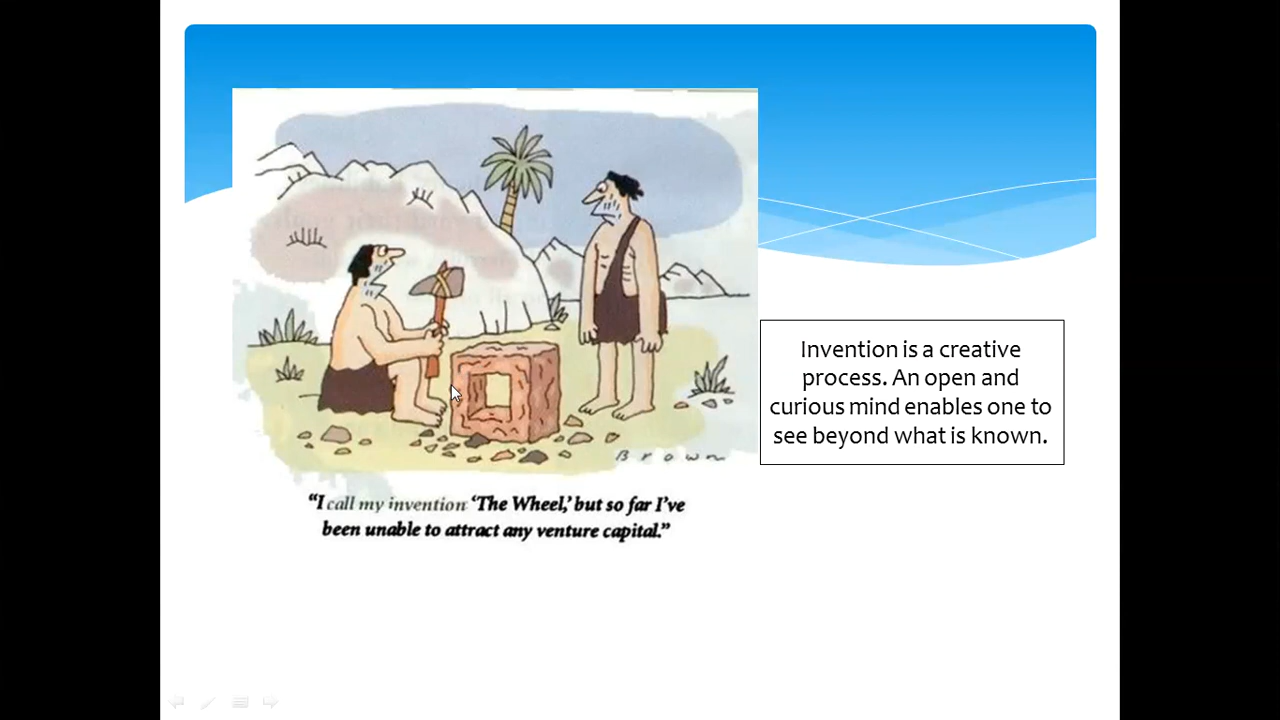 Invention is a creative
process. An open and
curious mind enables one to
see beyond what is known.
Brown
“I call my invention ‘The Wheel,’ but so far I’ve
been unable to attract any venture capital.”